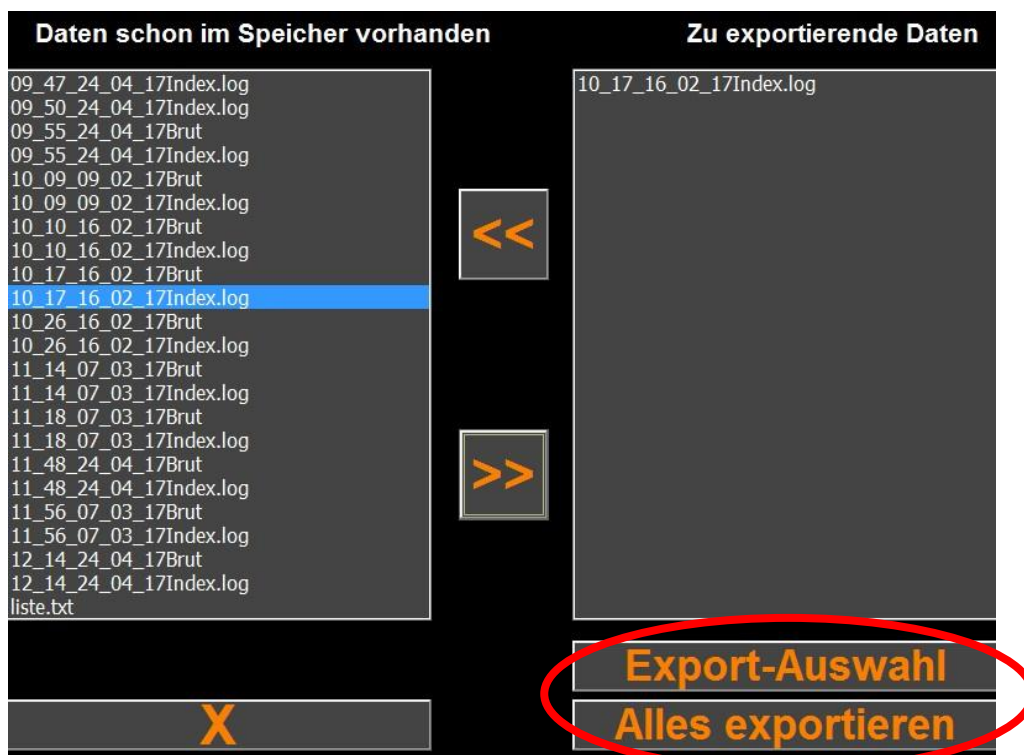 Daten schon im Speicher vorhanden
Zu exportierende Daten
09_47_24_04_17Index.log
09_50_24_04_17Index.log
09_55_24_04_17Brut
09_55_24_04_17Index.log
10_09_09_02_17Brut
10_09_09_02_17Index.log
10_10_16_02_17Brut
10_10_16_02_17Index.log
10_17_16_02_17Brut
10_17_16_02_17Index.log
10_26_16_02_17Brut
10_26_16_02_17Index.log
11_14_07_03_17Brut
11_14_07_03_17Index.log
11_18_07_03_17Brut
11_18_07_03_17Index.log
11_48_24_04_17Brut
11_48_24_04_17Index.log
11_56_07_03_17Brut
11_56_07_03_17Index.log
12_14_24_04_17Brut
12_14_24_04_17Index.log
liste.txt
<<
>>
10_17_16_02_17Index.log
Export-Auswahl
X
Alles exportieren